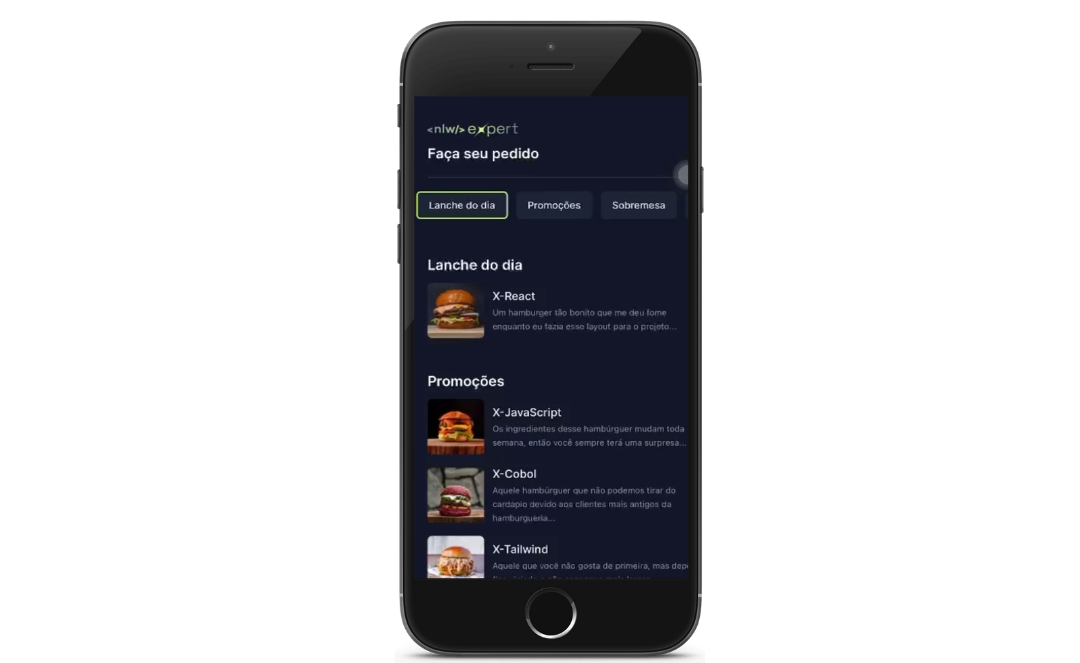 <nlw/> expert
Faça seu pedido
Lanche do dia
Promoções
Sobremesa
Lanche do dia
X-React
Um hamburger tão bonito que me deu fome
enquanto eu fazia esso layout para o projeto...
Promoções
X-JavaScript
Os ingredientes desse hambúrguer mudam toda
semana, então você sempre terá uma surpresa...
X-Cobol
Aquele hambúrguer que não podemos tirar do
cardápio devido aos clientes mais antigos da
hamburgueria...
X-Tailwind
Aquele que você não gosta de primeira, mas depo